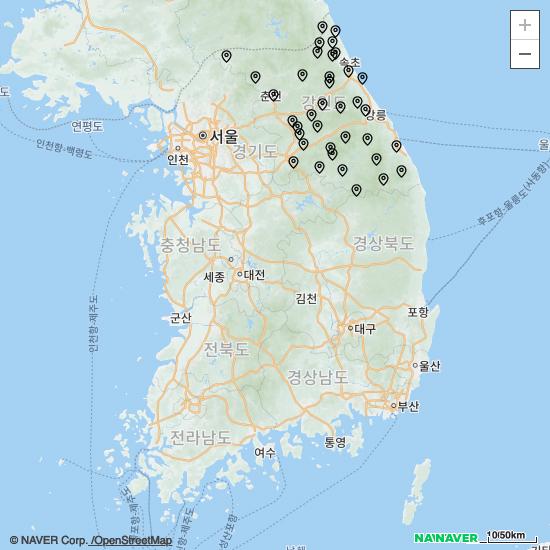 +
−
속초
춘천
강원도
강릉
연평도
서울
인천항-백령도
인천
경기도
울
후포항-울릉도(사동항)
충청남도
경상북도
세종
대전
김천
군산
포항
인천항-제주도
전북도
대구
경상남도
울산
부산
전라남도
통영
여수
© NAVER Corp. /OpenStreetMap
NAVER